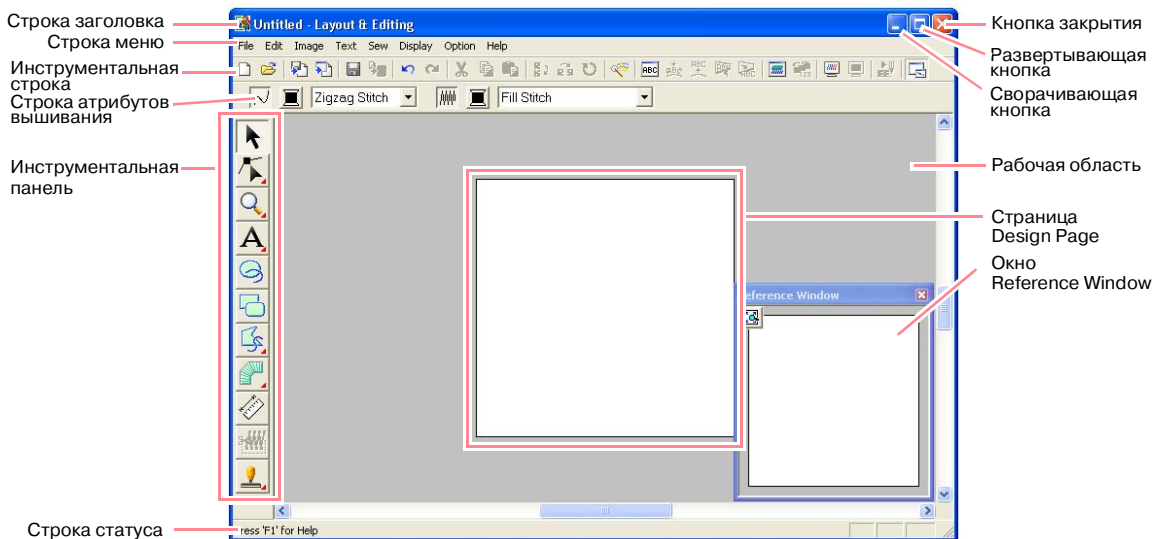 Строка заголовка
Строка меню
Инструментальная
строка
Строка атрибутов
вышивания
Инструментальная
панель
Строка статуса
Untitled - Layout & Editing
File Edit Image Text Sew Display Option Help
ABC
Zigzag Stitch
Fill Stitch
A
eference Window
ress 'F1' for Help
Кнопка закрытия
Развертывающая
кнопка
Сворачивающая
кнопка
Рабочая область
Страница
Design Page
Окно
Reference Window